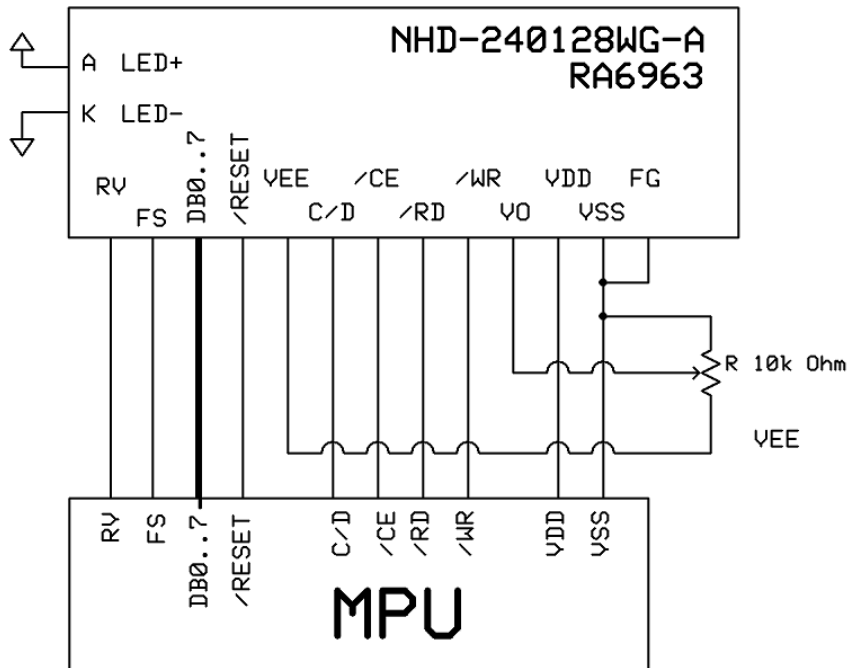 NHD-240128WG-A
RA6963
A LED+
K LED-
RV
FS
DB0..7
/RESET
VEE
C/D
/CE
/RD
/WR
VO
VDD
VSS
FG
R 10k Ohm
VEE
RV
FS
DB0..7
/RESET
C/D
/CE
/RD
/WR
VDD
VSS
MPU